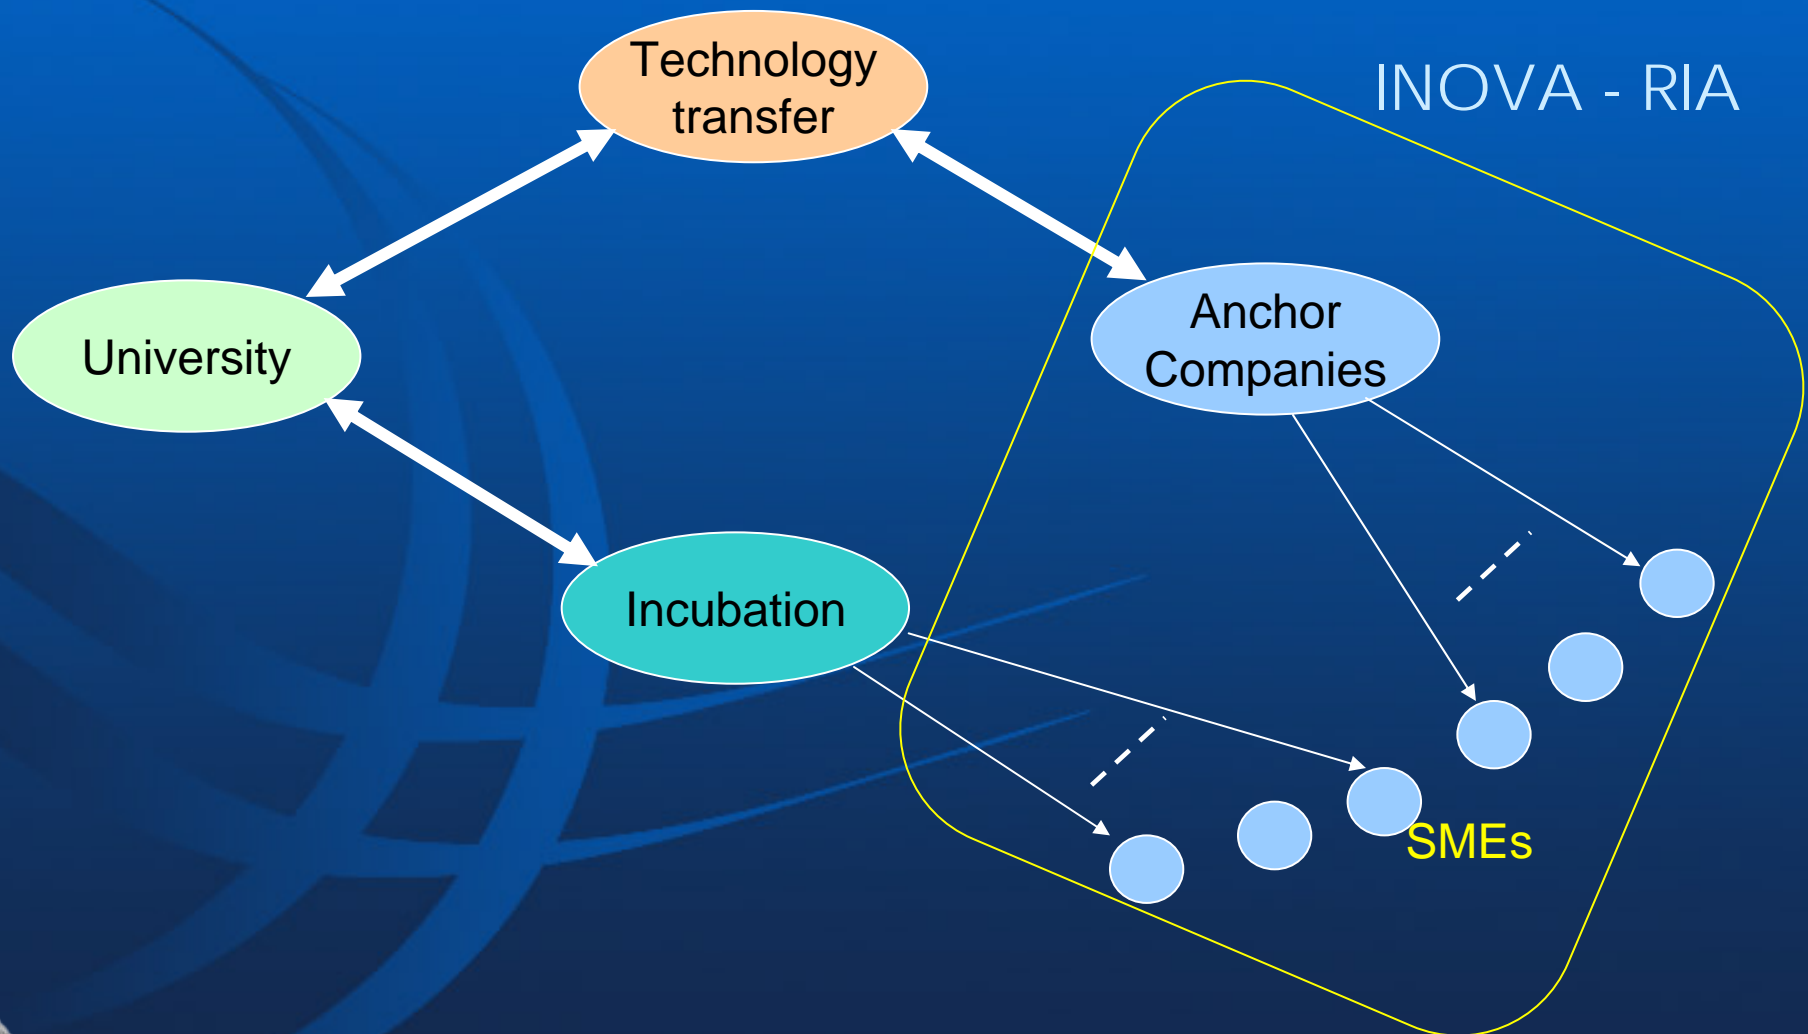 Technology
transfer
INOVA - RIA
University
Anchor
Companies
Incubation
SMEs